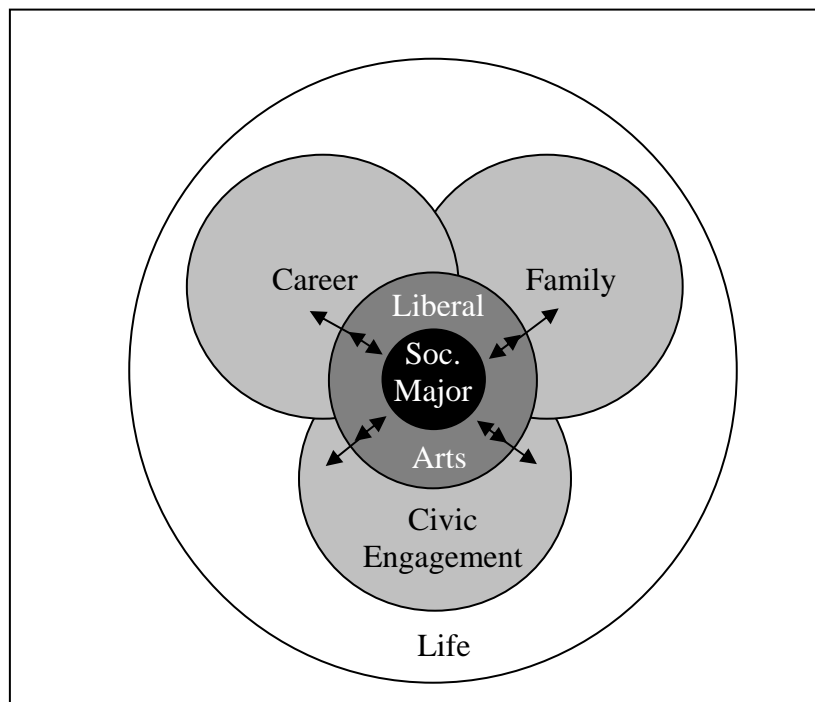 Career
Family
Liberal
Soc.
Major
Arts
Civic
Engagement
Life